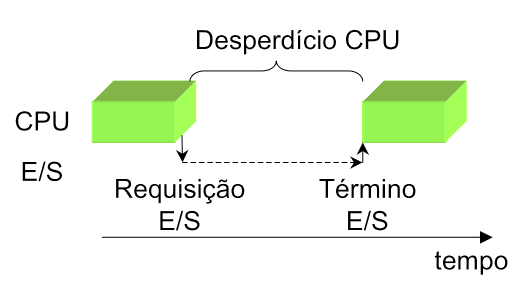 Desperdício CPU
CPU
E/S
Requisição
E/S
Término
E/S
tempo